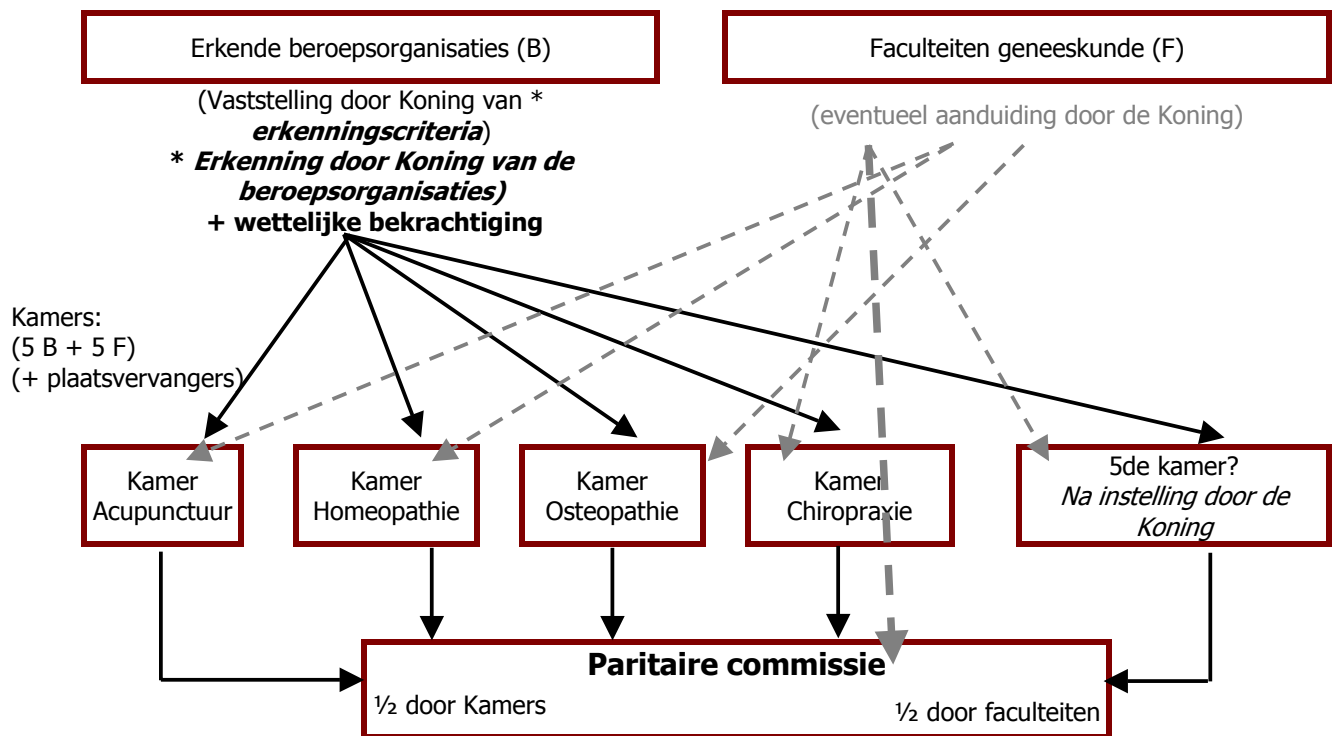 Erkende beroepsorganisaties (B)
Faculteiten geneeskunde (F)
(Vaststelling door Koning van *
erkenningscriteria)
* Erkenning door Koning van de
beroepsorganisaties)
+ wettelijke bekrachtiging
(eventueel aanduiding door de Koning)
Kamers:
(5 B + 5 F)
(+ plaatsvervangers)
Kamer
Acupunctuur
Kamer
Homeopathie
Kamer
Osteopathie
Kamer
Chiropraxie
5de kamer?
Na instelling door de
Koning
Paritaire commissie
½ door Kamers
½ door faculteiten